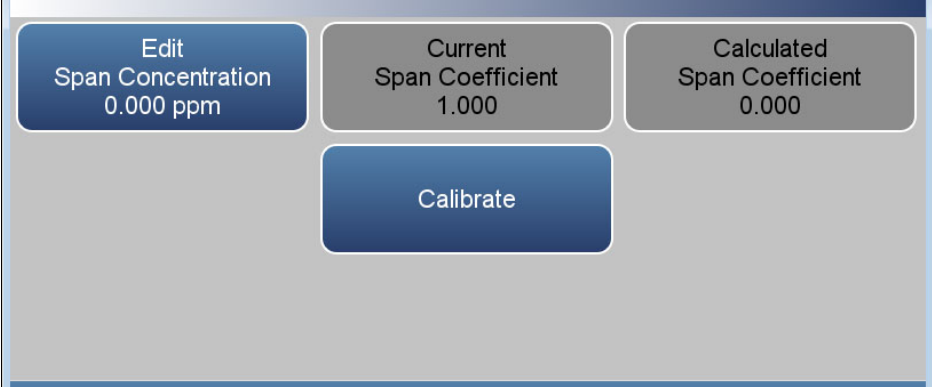 Edit
Span Concentration
0.000 ppm
Current
Span Coefficient
1.000
Calculated
Span Coefficient
0.000
Calibrate